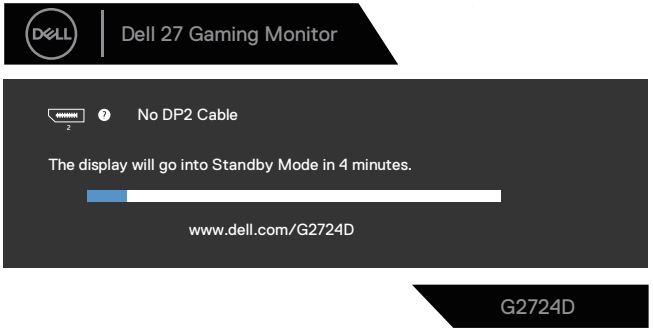 DELL
Dell 27 Gaming Monitor
? No DP2 Cable
2
The display will go into Standby Mode in 4 minutes.
www.dell.com/G2724D
G2724D